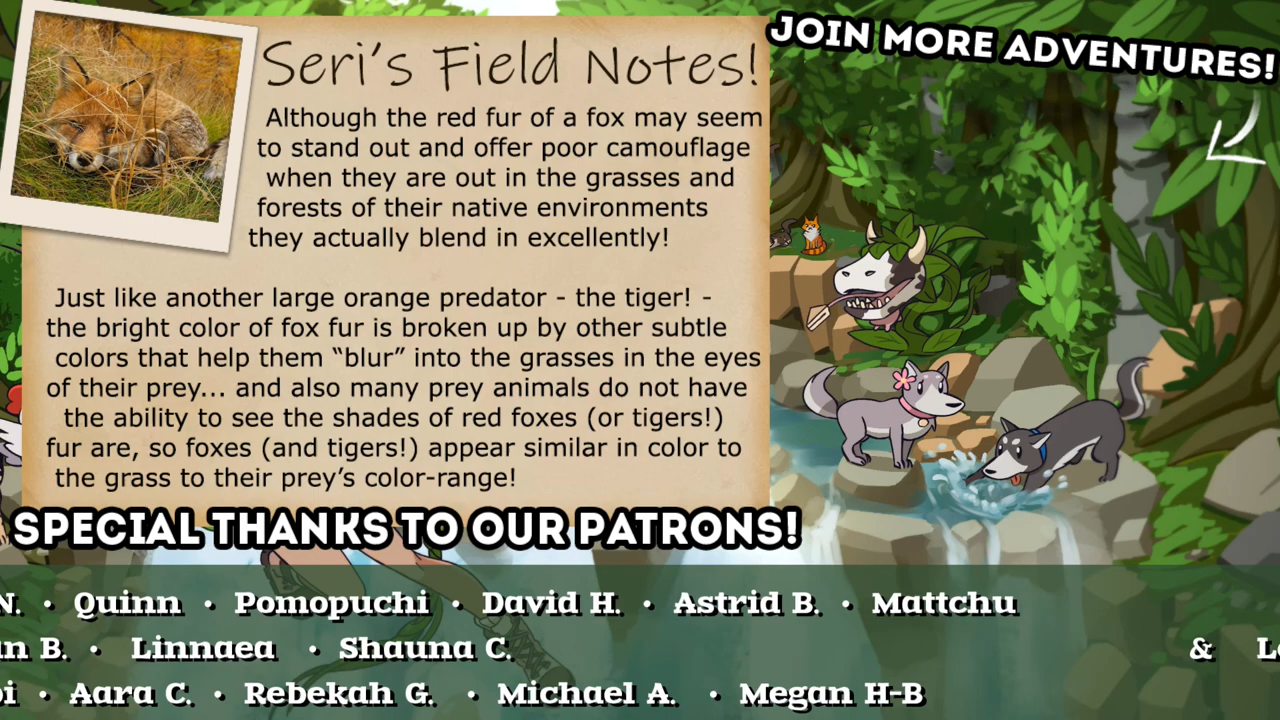 Seri's Field Notes!
Although the red fur of a fox may seem
to stand out and offer poor camouflage
when they are out in the grasses and
forests of their native environments
they actually blend in excellently!
Just like another large orange predator - the tiger! -
the bright color of fox fur is broken up by other subtle
colors that help them “blur” into the grasses in the eyes
of their prey... and also many prey animals do not have
the ability to see the shades of red foxes (or tigers!)
fur are, so foxes (and tigers!) appear similar in color to
the grass to their prey’s color-range!
JOIN MORE ADVENTURES!
SPECIAL THANKS TO OUR PATRONS!
N. • Quinn • Pomopuchi • David H. • Astrid B. • Mattchu
B. • Linnaea • Shauna C. &
• Aara C. • Rebekah G. • Michael A. • Megan H-B